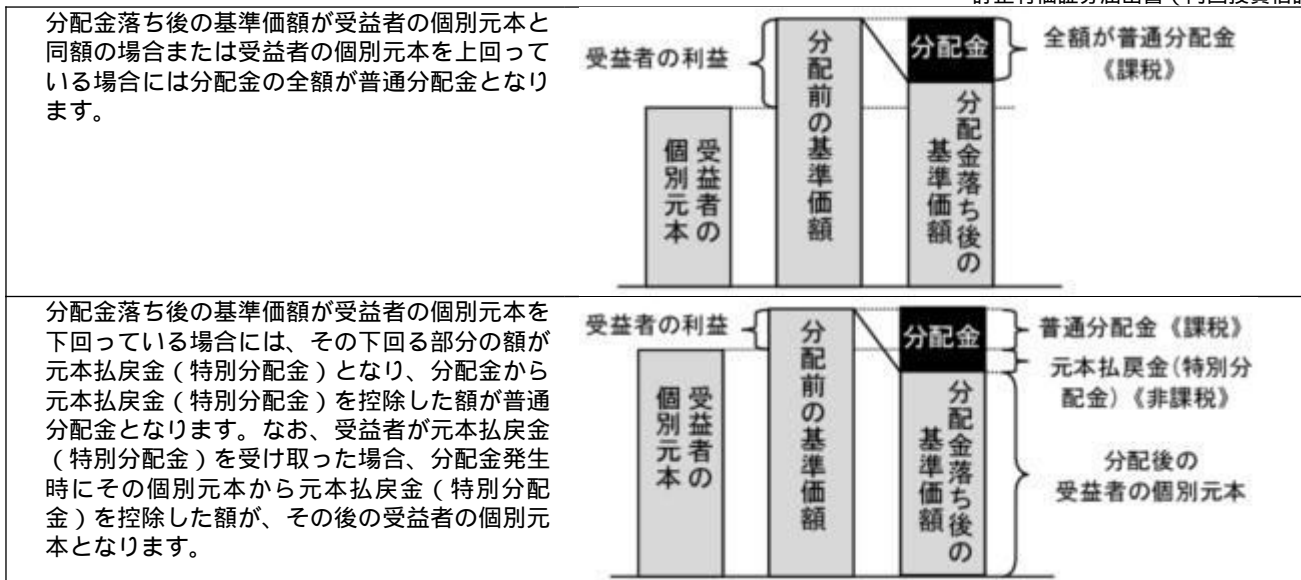 分配金落ち後の基準価額が受益者の個別元本と
同額の場合または受益者の個別元本を上回って
いる場合には分配金の全額が普通分配金となり
ます。
受益者の利益
分配前の基準価額
分配金
全額が普通分配金
《課税》
受益者の
個別元本
分配金落ち後の
基準価額
分配金落ち後の基準価額が受益者の個別元本を
下回っている場合には、その下回る部分の額が
元本払戻金(特別分配金)となり、分配金から
元本払戻金(特別分配金)を控除した額が普通
分配金となります。なお、受益者が元本払戻金
(特別分配金)を受け取った場合、分配金発生
時にその個別元本から元本払戻金(特別分配
金)を控除した額が、その後の受益者の個別元
本となります。
受益者の利益
分配前の基準価額
分配金
普通分配金《課税》
元本払戻金(特別分
配金)《非課税》
受益者の
個別元本
分配金落ち後の
基準価額
分配後の
受益者の個別元本